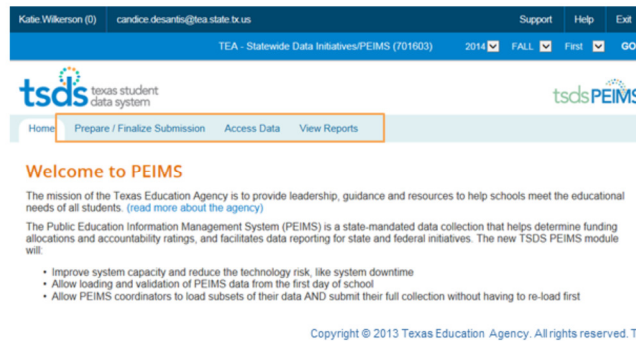 Katie.Wilkerson (0) candice.desantis@tea.state.tx.us Support Help Exit
TEA - Statewide Data Initiatives/PEIMS (701603) 2014 FALL First GO
tsds texas student data system
tsdsPEIMS
Home Prepare / Finalize Submission Access Data View Reports
Welcome to PEIMS
The mission of the Texas Education Agency is to provide leadership, guidance and resources to help schools meet the educational
needs of all students. (read more about the agency)
The Public Education Information Management System (PEIMS) is a state-mandated data collection that helps determine funding
allocations and accountability ratings, and facilitates data reporting for state and federal initiatives. The new TSDS PEIMS module
will:
• Improve system capacity and reduce the technology risk, like system downtime
• Allow loading and validation of PEIMS data from the first day of school
• Allow PEIMS coordinators to load subsets of their data AND submit their full collection without having to re-load first
Copyright © 2013 Texas Education Agency. All rights reserved. T